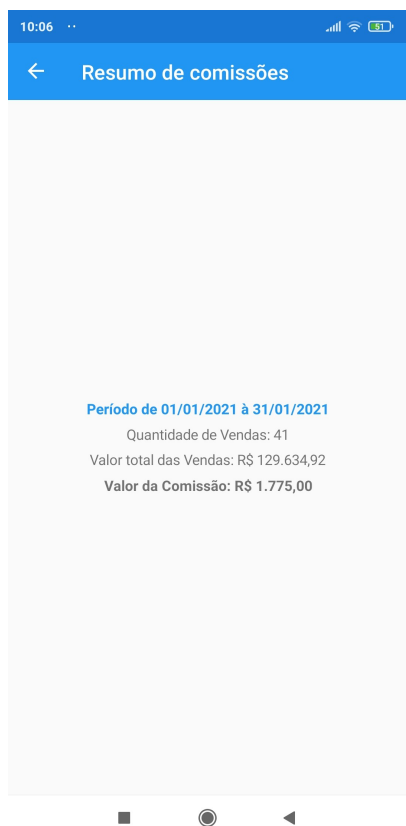 10:06
51
Resumo de comissões
Período de 01/01/2021 à 31/01/2021
Quantidade de Vendas: 41
Valor total das Vendas: R$ 129.634,92
Valor da Comissão: R$ 1.775,00